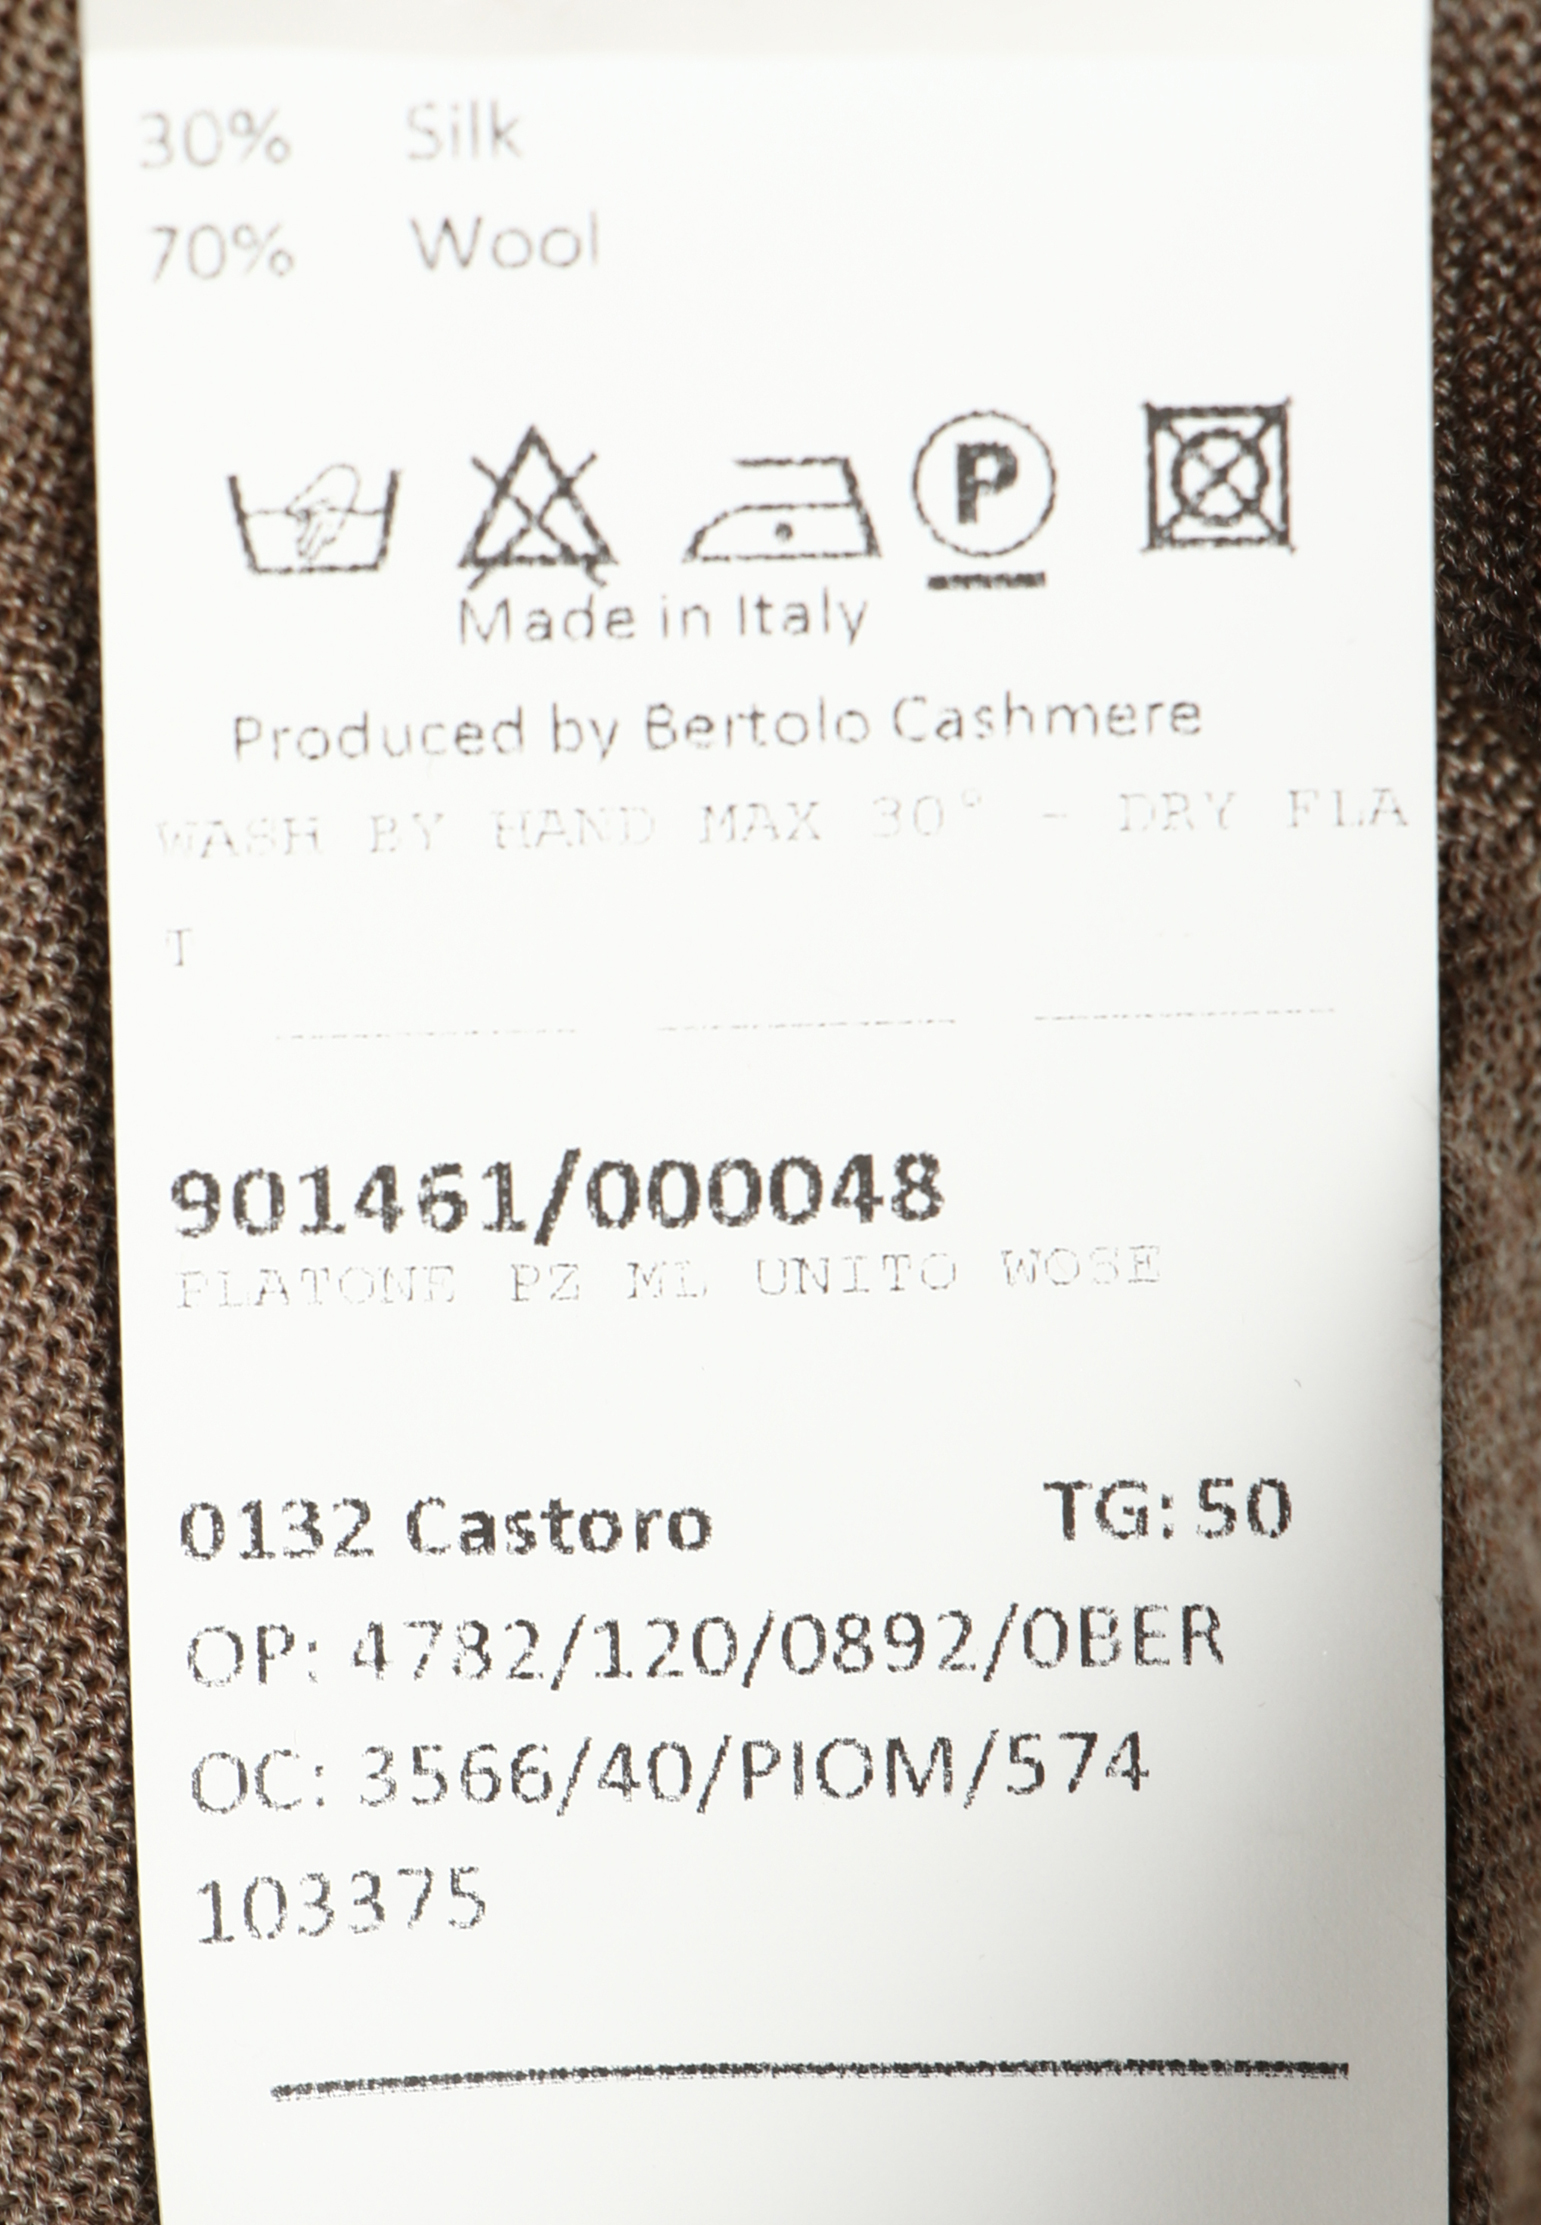 30% Silk
70% Wool
P
Made in Italy
Produced by Bertolo Cashmere
WASH BY HAND MAX 30° - DRY FLA
T
901461/000048
PLATONE PZ ML UNITO WOSE
0132 Castoro TG: 50
OP: 4782/120/0892/0BER
OC: 3566/40/PIOM/574
103375